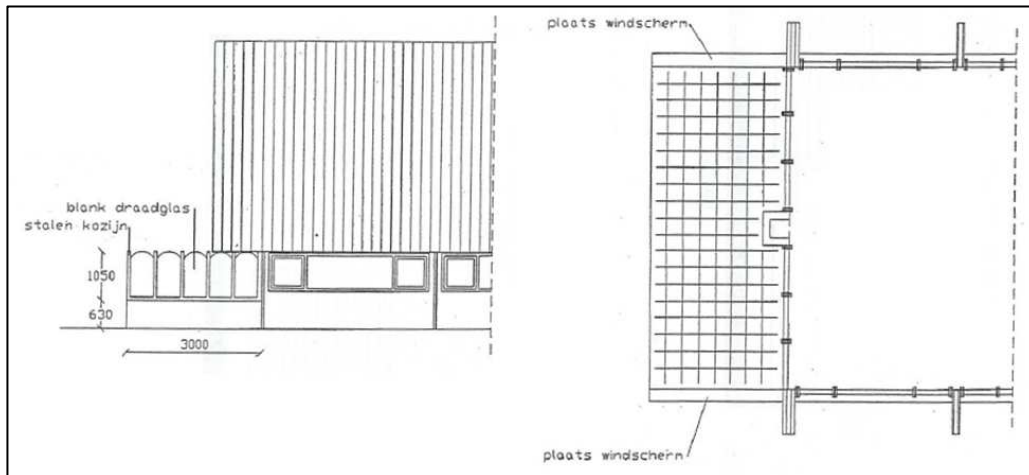 blank draadglas
stalen kozijn
1050
630
3000
plaats windscherm
plaats windscherm